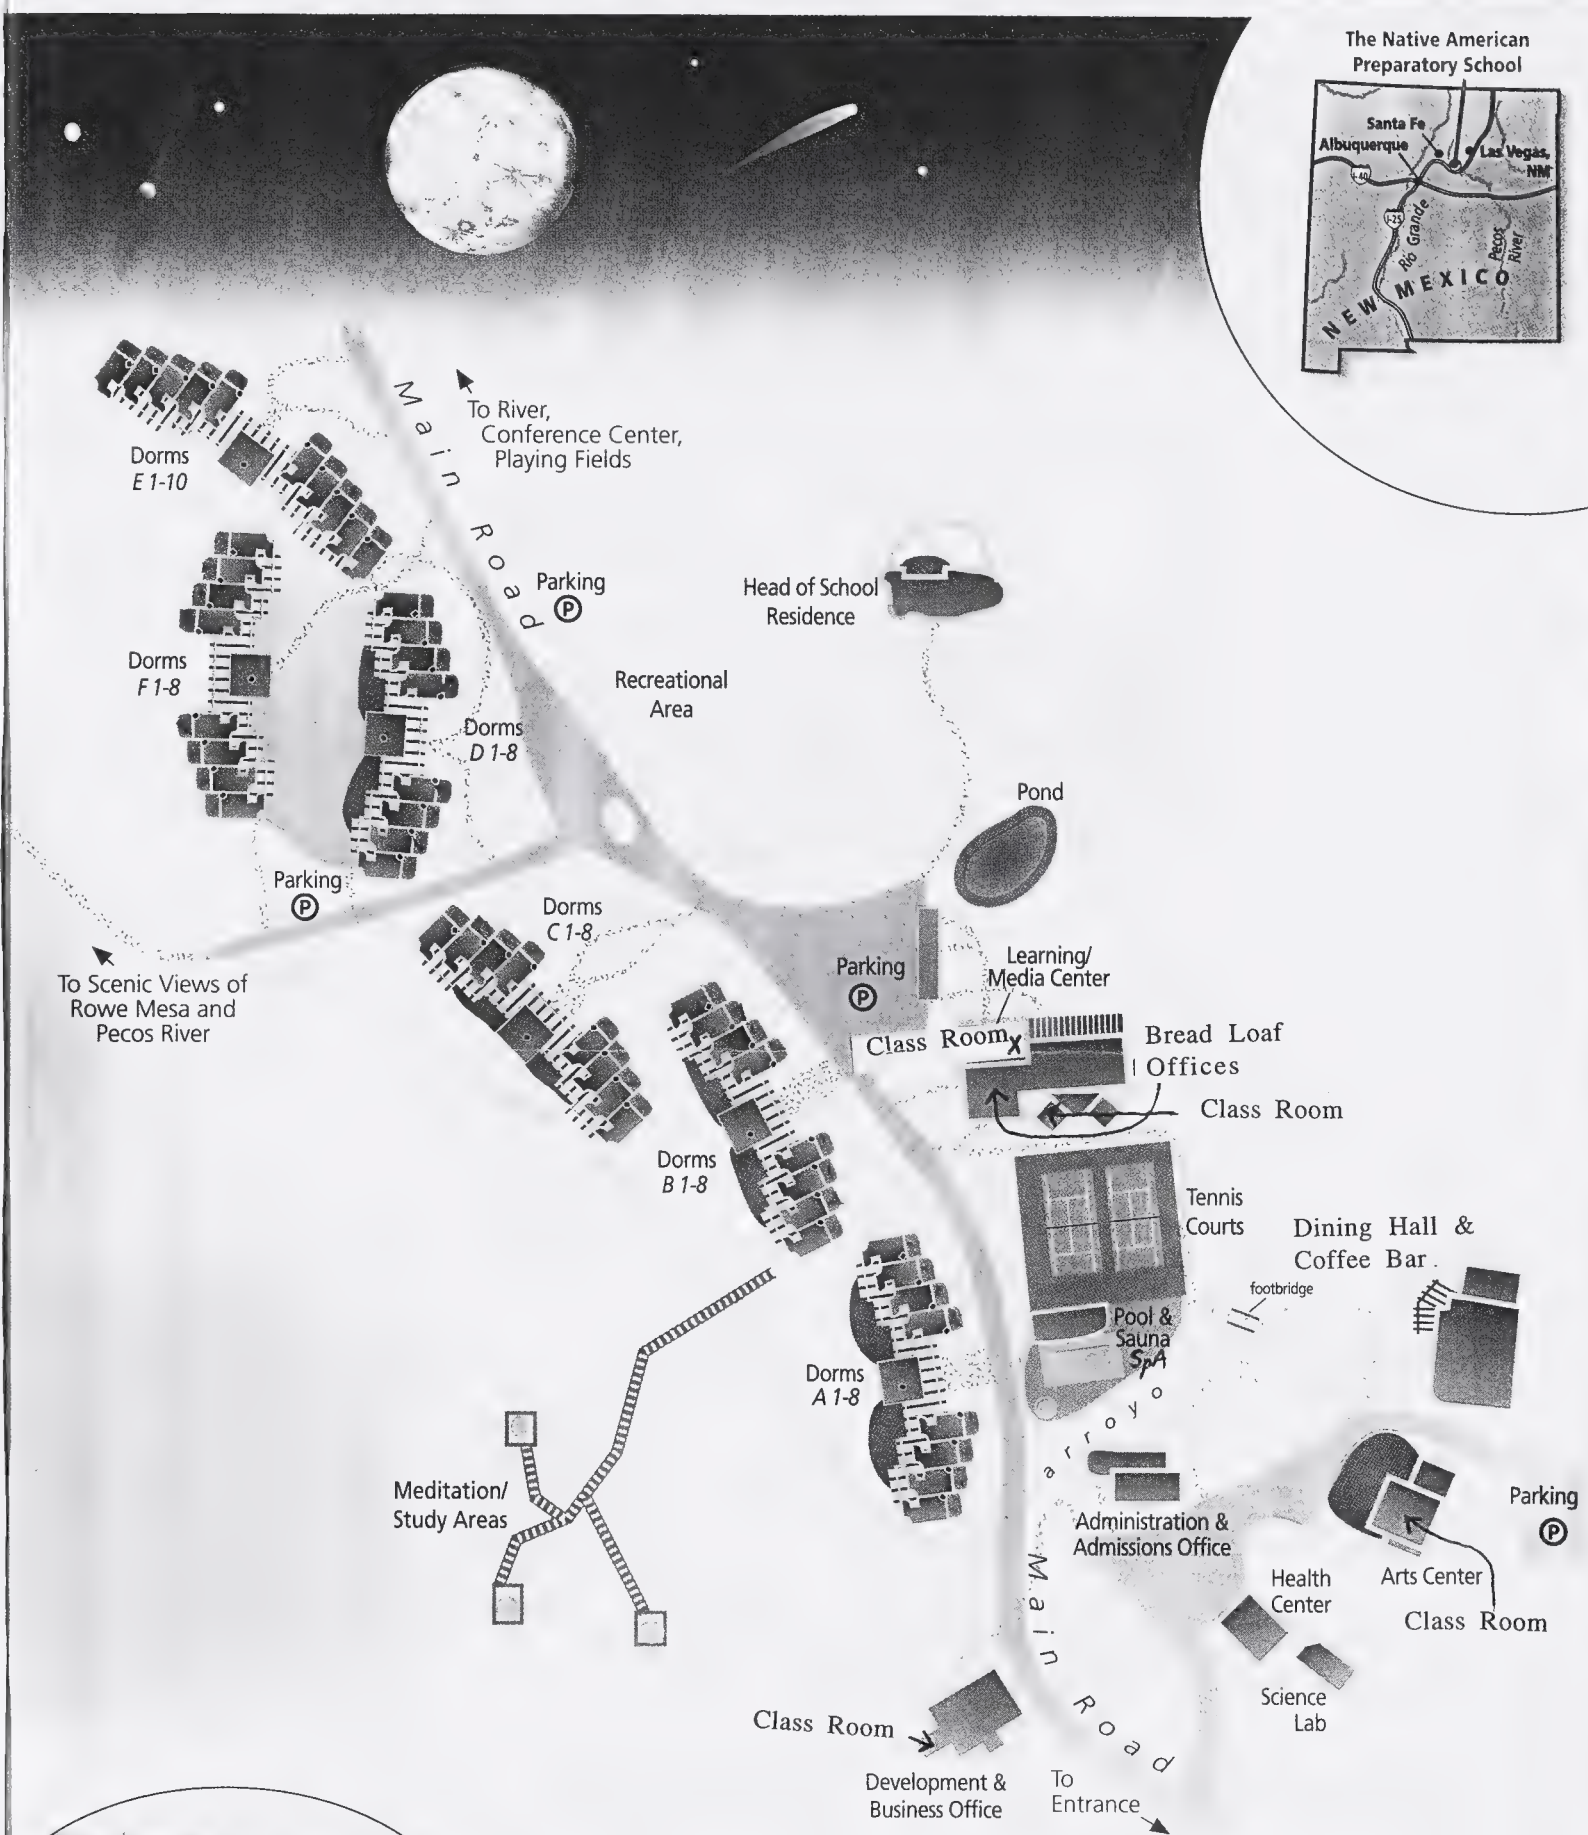 The Native American
Preparatory School
Santa Fe
Albuquerque
Las Vegas,
NM
I-40
I-25
Rio Grande
Pecos
River
NEW MEXICO
Main Road
To River,
Conference Center,
Playing Fields
Dorms
E 1-10
Parking
P
Head of School
Residence
Dorms
F 1-8
Recreational
Area
Dorms
D 1-8
Pond
Parking
P
Dorms
C 1-8
To Scenic Views of
Rowe Mesa and
Pecos River
Parking
P
Learning/
Media Center
Class Room X
Bread Loaf
Offices
Class Room
Dorms
B 1-8
Tennis
Courts
Dining Hall &
Coffee Bar
footbridge
Pool &
Sauna
SpA
Dorms
A 1-8
arroyo
Meditation/
Study Areas
Administration &
Admissions Office
Parking
P
Arts Center
Class Room
Health
Center
Main Road
Science
Lab
Class Room
Development &
Business Office
To
Entrance